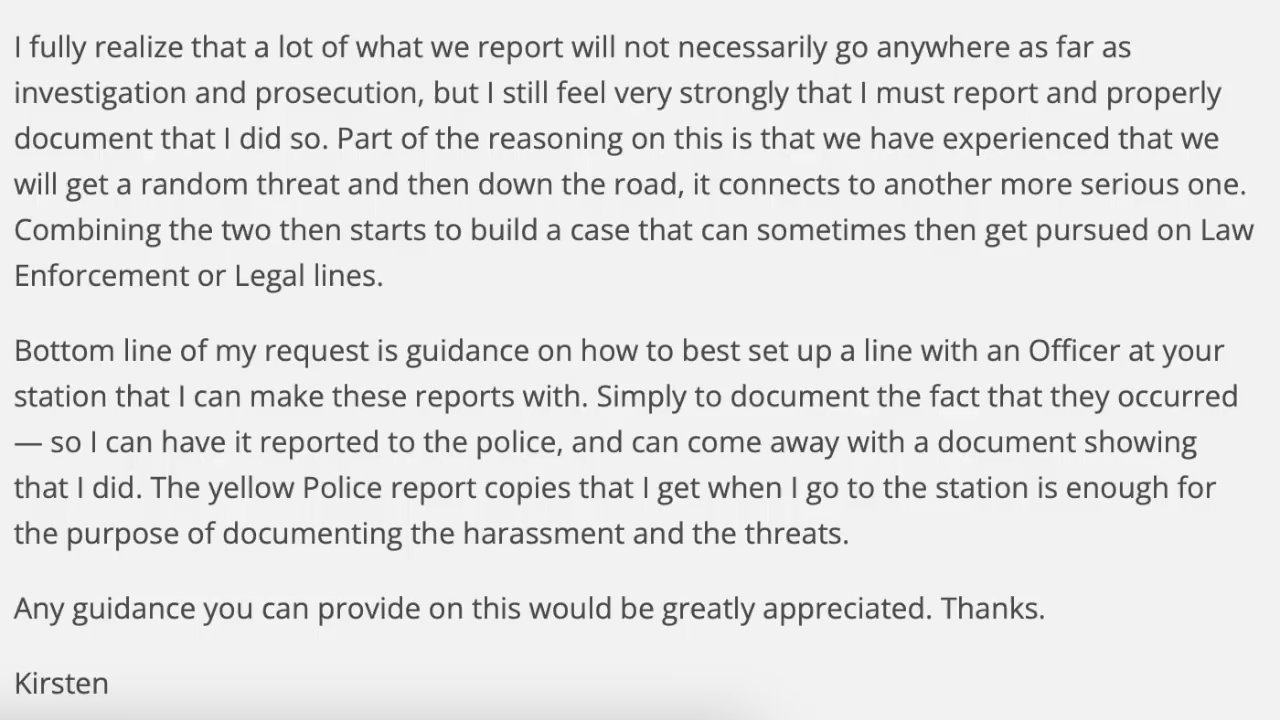 I fully realize that a lot of what we report will not necessarily go anywhere as far as
investigation and prosecution, but I still feel very strongly that I must report and properly
document that I did so. Part of the reasoning on this is that we have experienced that we
will get a random threat and then down the road, it connects to another more serious one.
Combining the two then starts to build a case that can sometimes then get pursued on Law
Enforcement or Legal lines.
Bottom line of my request is guidance on how to best set up a line with an Officer at your
station that I can make these reports with. Simply to document the fact that they occurred
— so I can have it reported to the police, and can come away with a document showing
that I did. The yellow Police report copies that I get when I go to the station is enough for
the purpose of documenting the harassment and the threats.
Any guidance you can provide on this would be greatly appreciated. Thanks.
Kirsten